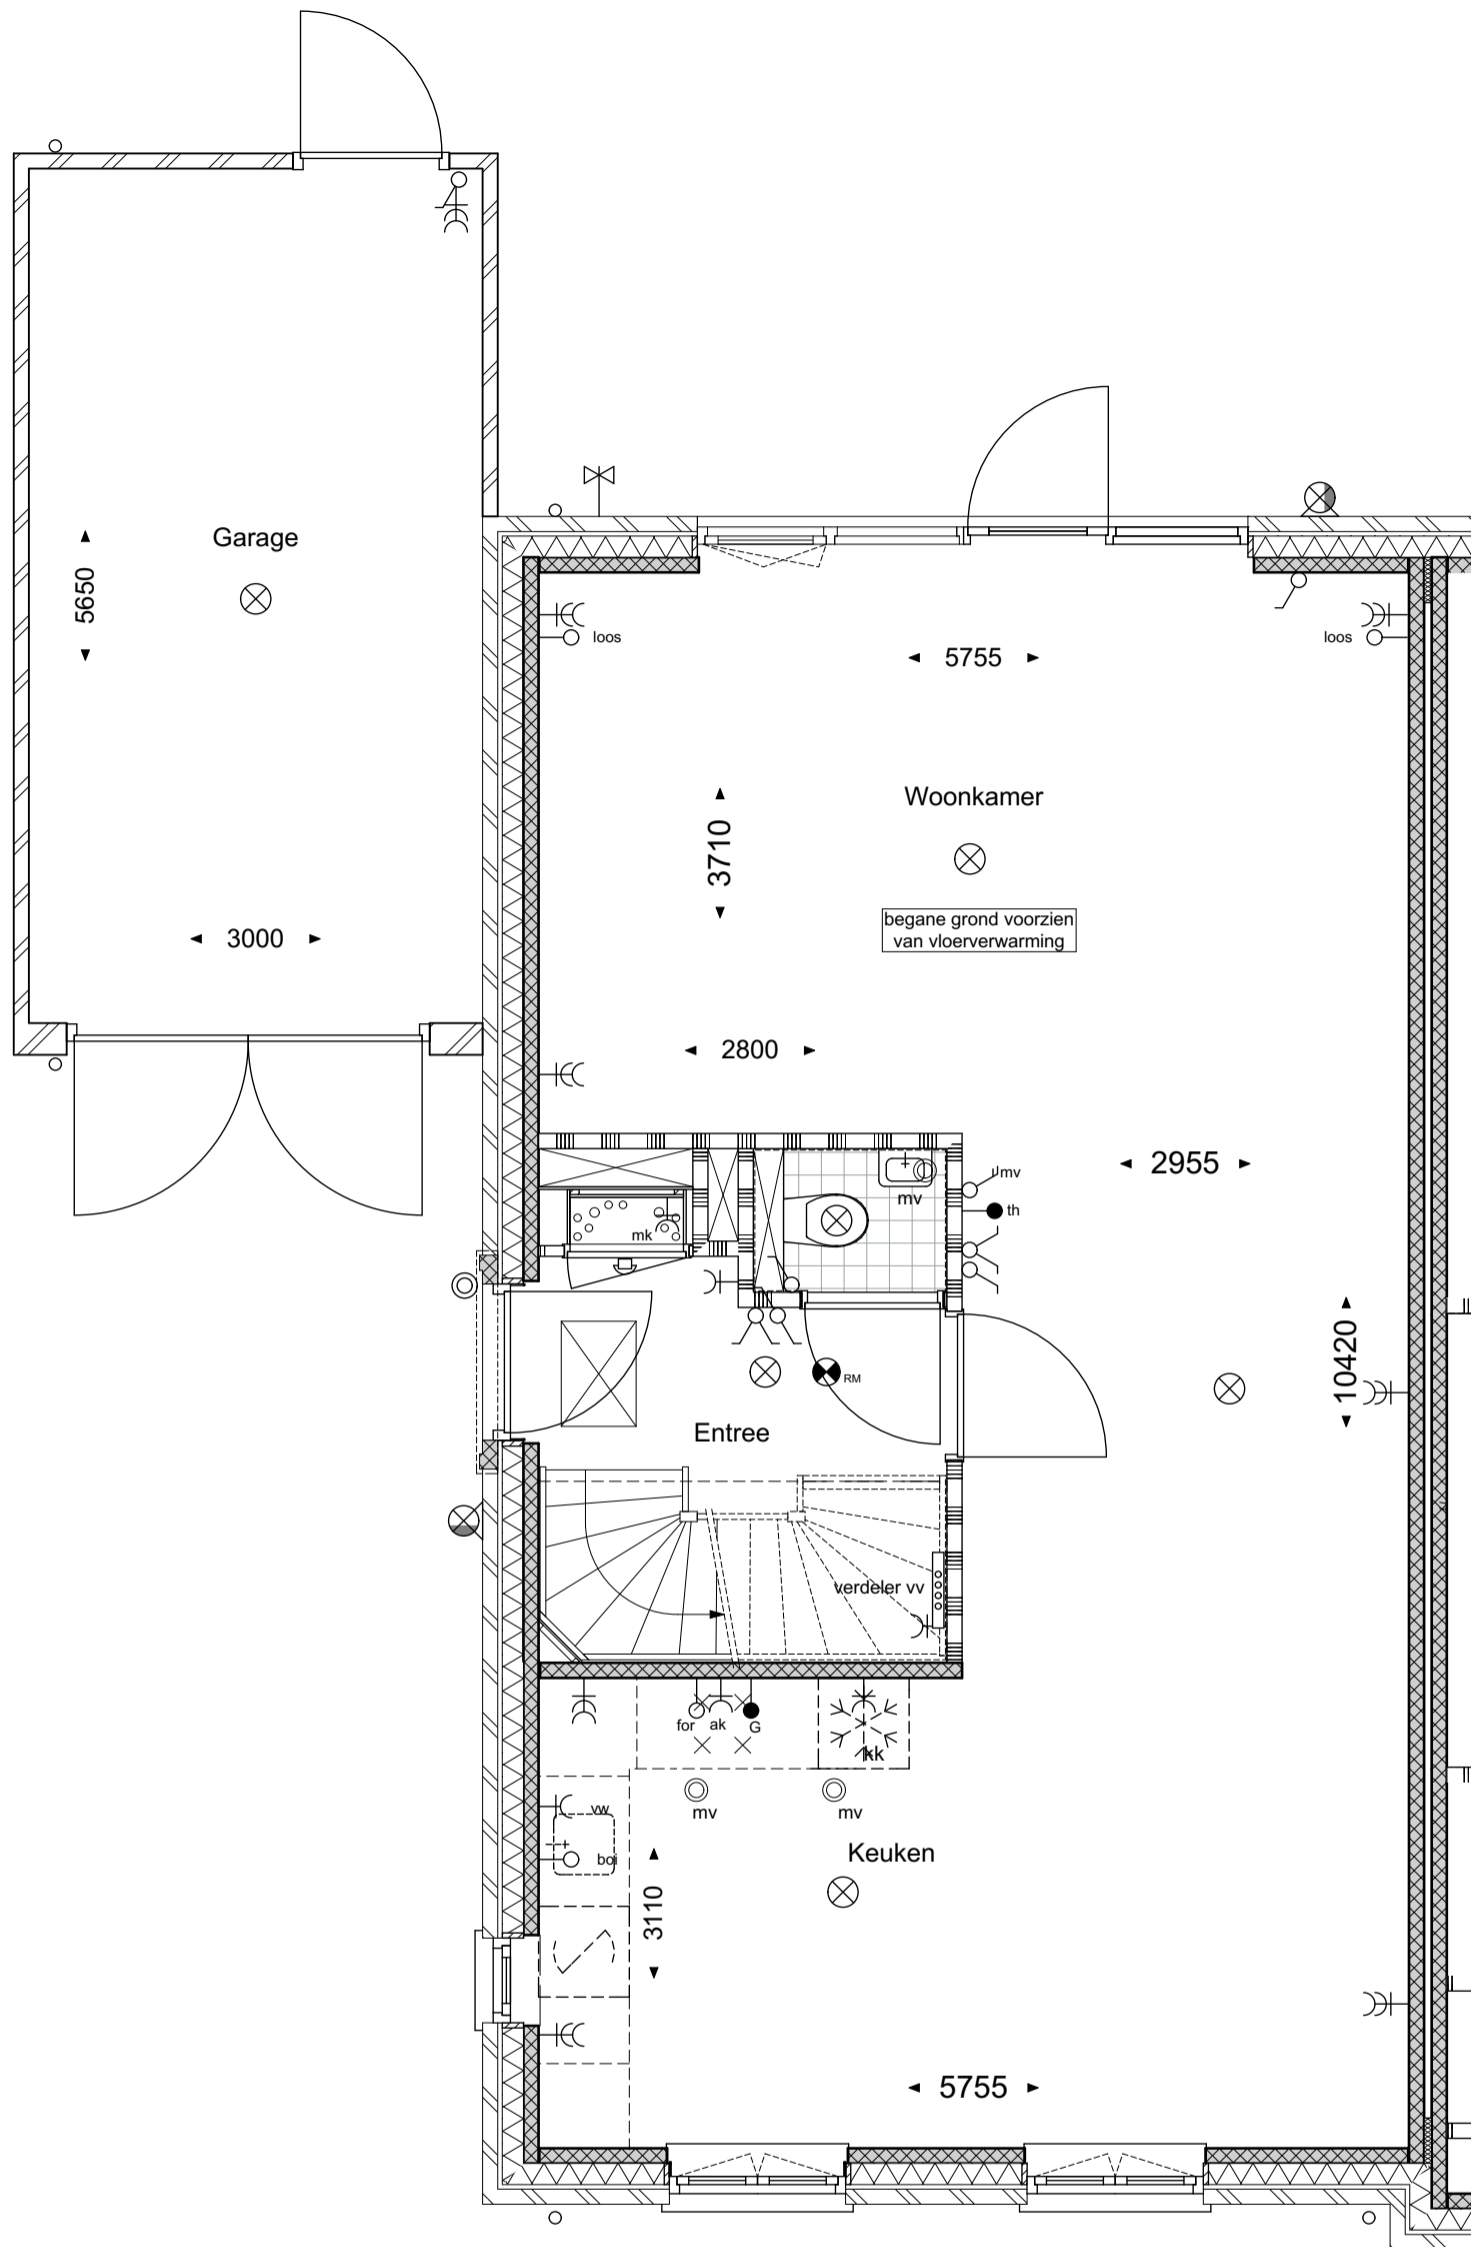 Garage
5650
loos
loos
5755
Woonkamer
3710
begane grond voorzien
van vloerverwarming
3000
2800
2955
mv
th
mv
mk
RM
10420
Entree
verdeler vv
for
ak
G
kk
mv
mv
vw
boi
Keuken
3110
5755